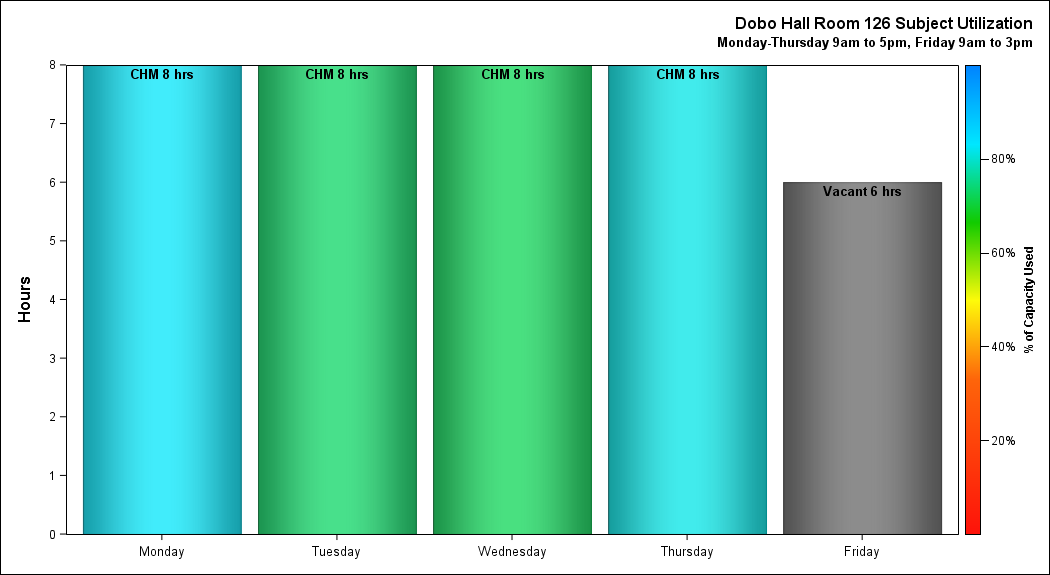 Dobo Hall Room 126 Subject Utilization
Monday-Thursday 9am to 5pm, Friday 9am to 3pm
8
7
6
5
4
3
2
1
0
Hours
CHM 8 hrs
CHM 8 hrs
CHM 8 hrs
CHM 8 hrs
Vacant 6 hrs
Monday
Tuesday
Wednesday
Thursday
Friday
80%
60%
40%
20%
% of Capacity Used